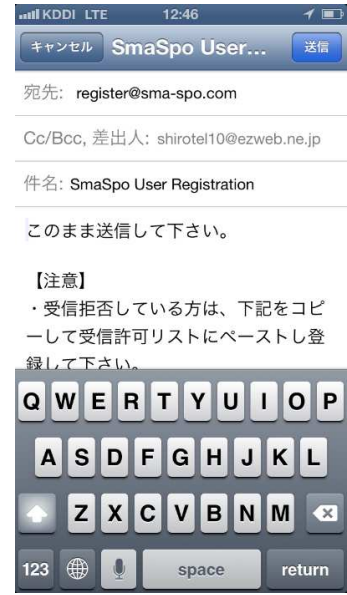 KDDI LTE 12:46
キャンセル SmaSpo User... 送信
宛先: register@sma-spo.com
Cc/Bcc, 差出人: shirotel10@ezweb.ne.jp
件名: SmaSpo User Registration
このまま送信して下さい。
【注意】
・受信拒否している方は、下記をコピ
ーして受信許可リストにペーストし登
録して下さい。
Q W E R T Y U I O P
A S D F G H J K L
Z X C V B N M
123 space return